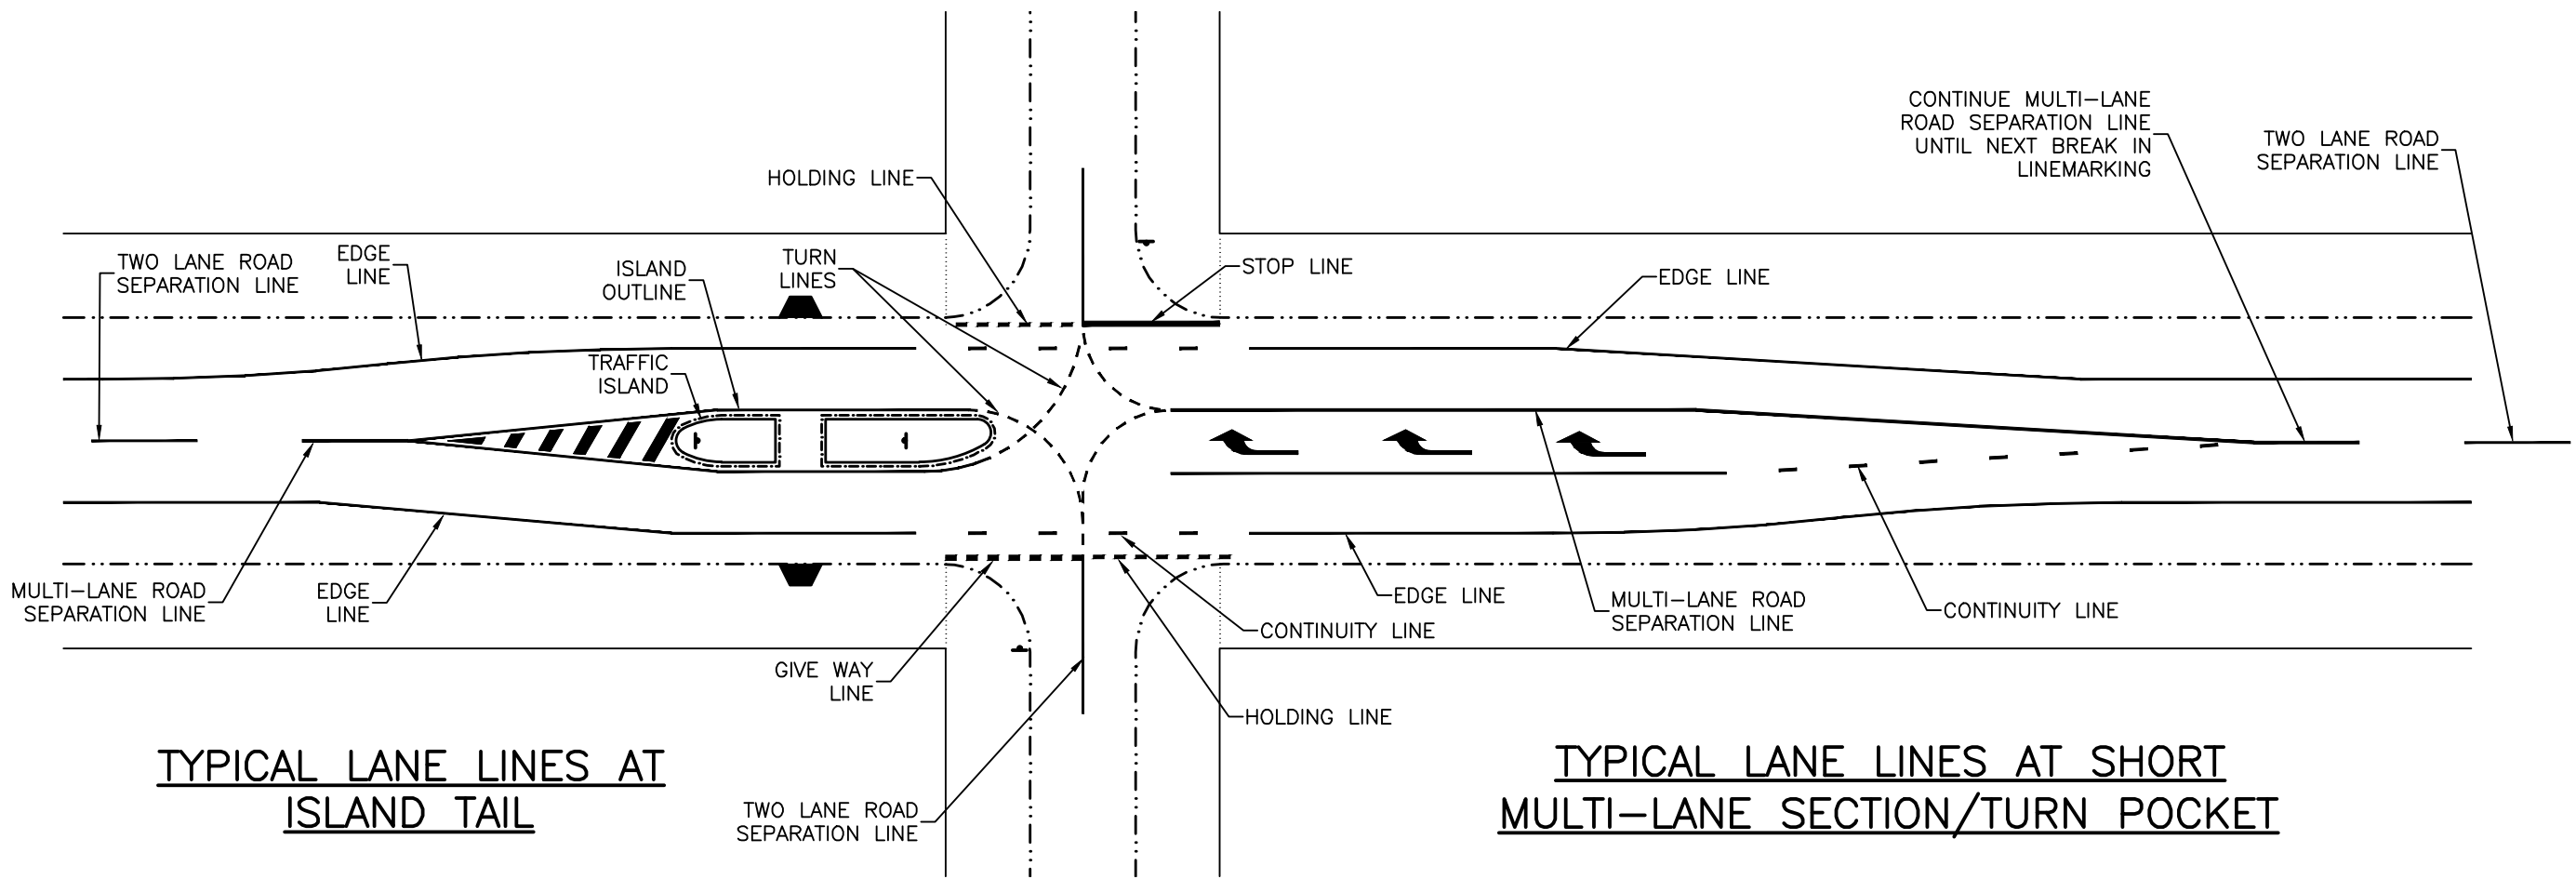 CONTINUE MULTI-LANE
ROAD SEPARATION LINE
UNTIL NEXT BREAK IN
LINEMARKING
TWO LANE ROAD
SEPARATION LINE
HOLDING LINE
TWO LANE ROAD
SEPARATION LINE
EDGE
LINE
ISLAND
OUTLINE
TURN
LINES
STOP LINE
EDGE LINE
TRAFFIC
ISLAND
MULTI-LANE ROAD
SEPARATION LINE
EDGE
LINE
EDGE LINE
MULTI-LANE ROAD
SEPARATION LINE
CONTINUITY LINE
CONTINUITY LINE
GIVE WAY
LINE
HOLDING LINE
TWO LANE ROAD
SEPARATION LINE
TYPICAL LANE LINES AT
ISLAND TAIL
TYPICAL LANE LINES AT SHORT
MULTI-LANE SECTION/TURN POCKET